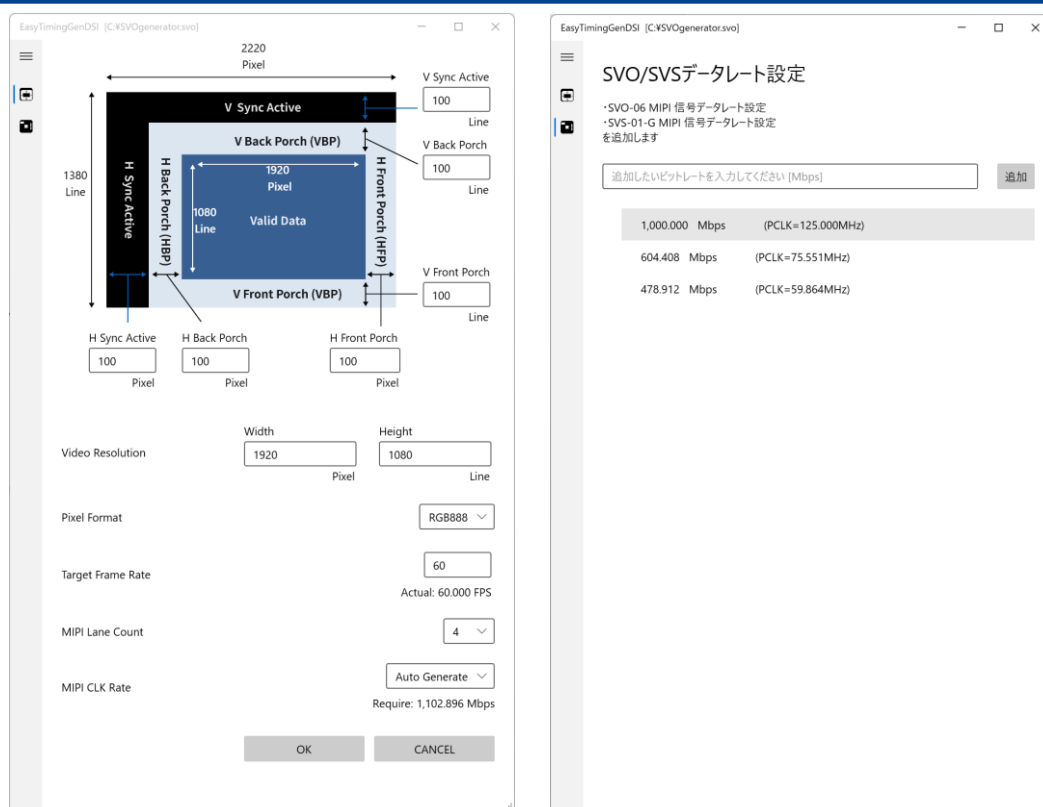 EasyTimingGenDSI [C:¥SVOgenerator.svo]
2220
Pixel
V Sync Active
100
Line
V Sync Active
V Back Porch (VBP)
V Back Porch
100
Line
1380
Line
H Sync Active
H Back Porch (HBP)
1920
Pixel
1080
Line
Valid Data
H Front Porch (HFP)
V Front Porch (VBP)
V Front Porch
100
Line
H Sync Active
100
Pixel
H Back Porch
100
Pixel
H Front Porch
100
Pixel
Video Resolution
Width
1920
Pixel
Height
1080
Line
Pixel Format
RGB888
Target Frame Rate
60
Actual: 60.000 FPS
MIPI Lane Count
4
MIPI CLK Rate
Auto Generate
Require: 1,102.896 Mbps
OK
CANCEL
EasyTimingGenDSI [C:¥SVOgenerator.svo]
SVO/SVSデータレート設定
・SVO-06 MIPI 信号データレート設定
・SVS-01-G MIPI 信号データレート設定
を追加します
追加したいビットレートを入力してください [Mbps]
追加
1,000.000 Mbps (PCLK=125.000MHz)
604.408 Mbps (PCLK=75.551MHz)
478.912 Mbps (PCLK=59.864MHz)